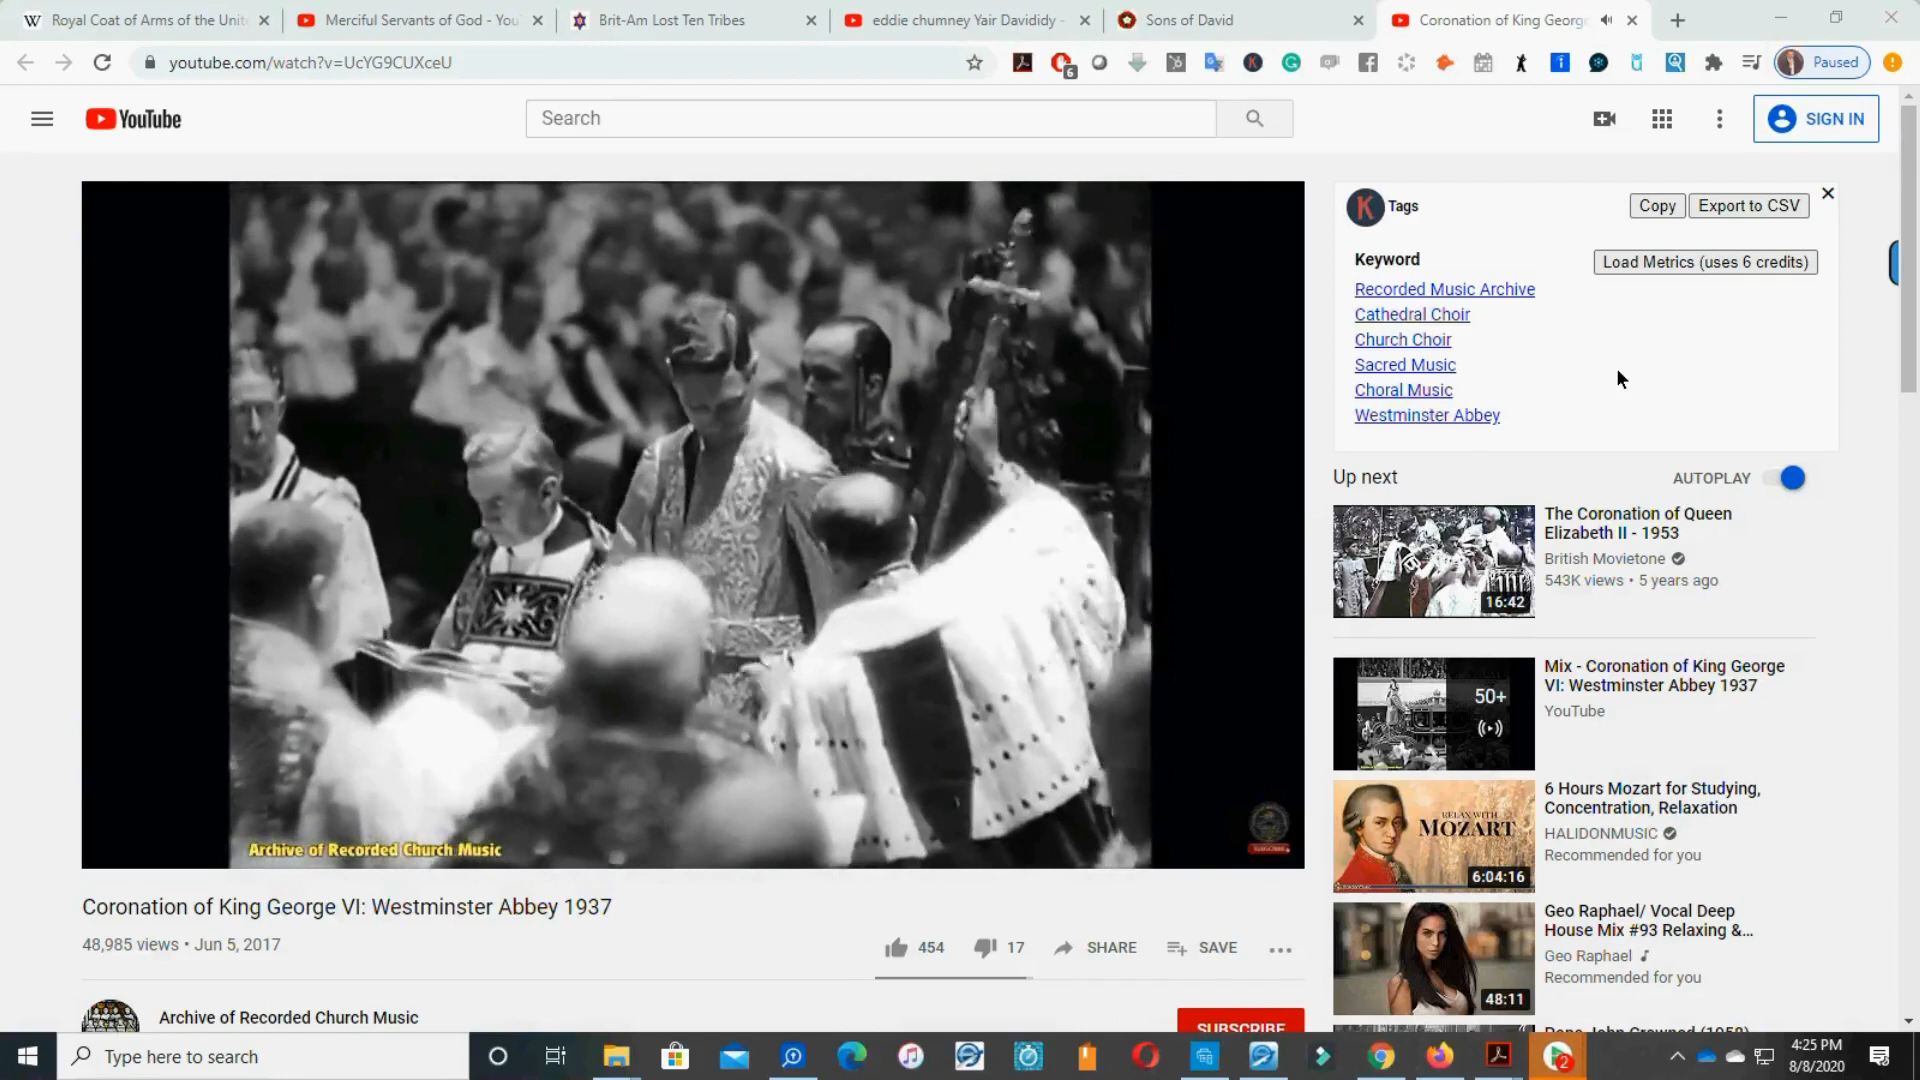 Royal Coat of Arms of the Unit
Merciful Servants of God - You
Brit-Am Lost Ten Tribes
eddie chumney Yair Davididy -
Sons of David
Coronation of King George
youtube.com/watch?v=UcYG9CUXceU
6
Paused
YouTube
Search
SIGN IN
K Tags
Copy
Export to CSV
Keyword
Load Metrics (uses 6 credits)
Recorded Music Archive
Cathedral Choir
Church Choir
Sacred Music
Choral Music
Westminster Abbey
Up next
AUTOPLAY
The Coronation of Queen
Elizabeth II - 1953
British Movietone
543K views • 5 years ago
16:42
Mix - Coronation of King George
VI: Westminster Abbey 1937
YouTube
50+
6 Hours Mozart for Studying,
Concentration, Relaxation
HALIDONMUSIC
Recommended for you
RELAX WITH
MOZART
6:04:16
Geo Raphael/ Vocal Deep
House Mix #93 Relaxing &...
Geo Raphael
Recommended for you
48:11
Archive of Recorded Church Music
SUBSCRIBE
Coronation of King George VI: Westminster Abbey 1937
48,985 views • Jun 5, 2017
454
17
SHARE
SAVE
Archive of Recorded Church Music
SUBSCRIBE
Type here to search
2
4:25 PM
8/8/2020